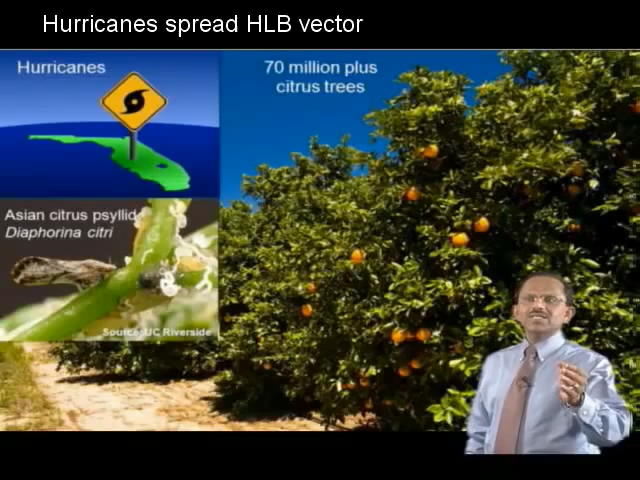 Hurricanes spread HLB vector
Hurricanes
70 million plus
citrus trees
Asian citrus psyllid
Diaphorina citri
Source: UC Riverside